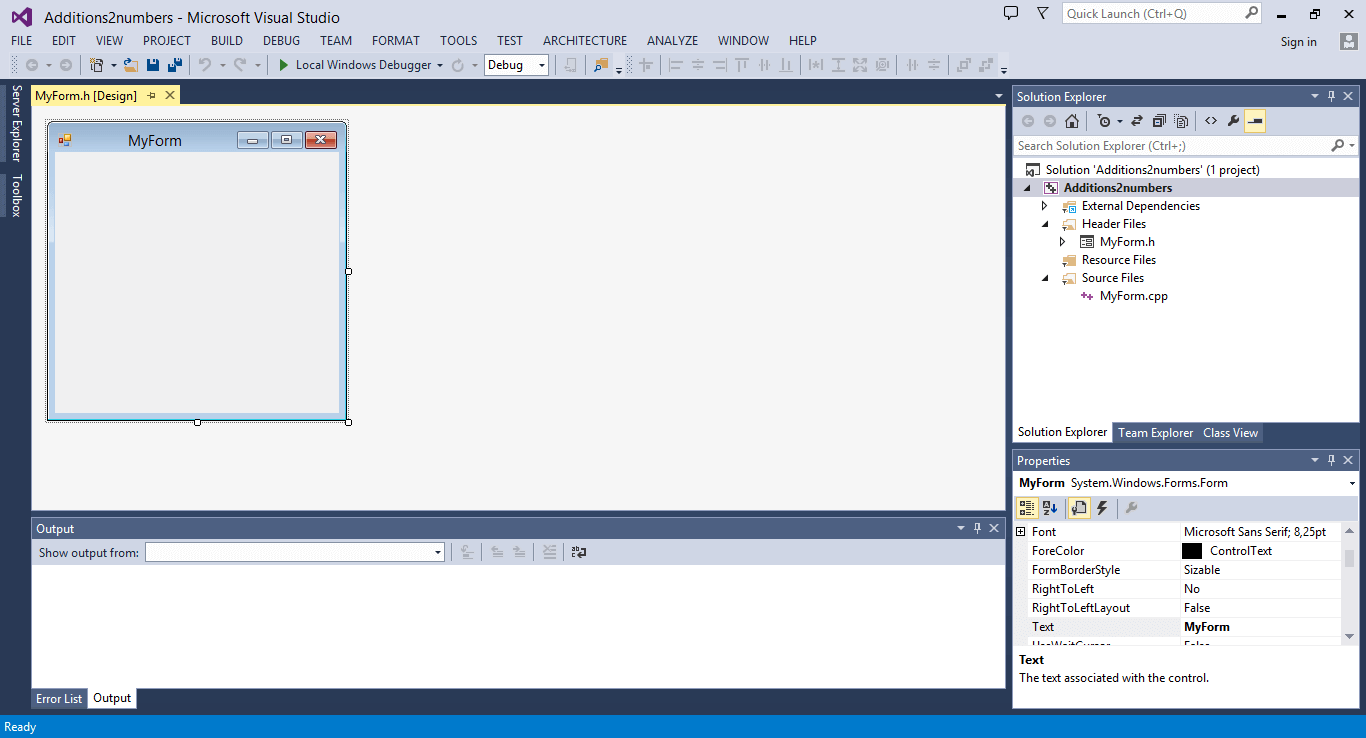 Additions2numbers - Microsoft Visual Studio
Quick Launch (Ctrl+Q)
FILE EDIT VIEW PROJECT BUILD DEBUG TEAM FORMAT TOOLS TEST ARCHITECTURE ANALYZE WINDOW HELP
Sign in
Local Windows Debugger
Debug
Server Explorer
Toolbox
MyForm.h [Design]
MyForm
Solution Explorer
Search Solution Explorer (Ctrl+;)
Solution 'Additions2numbers' (1 project)
Additions2numbers
External Dependencies
Header Files
MyForm.h
Resource Files
Source Files
MyForm.cpp
Solution Explorer Team Explorer Class View
Properties
MyForm System.Windows.Forms.Form
Font Microsoft Sans Serif; 8,25pt
ForeColor ControlText
FormBorderStyle Sizable
RightToLeft No
RightToLeftLayout False
Text MyForm
UseWaitCursor False
Text
The text associated with the control.
Output
Show output from:
Error List Output
Ready